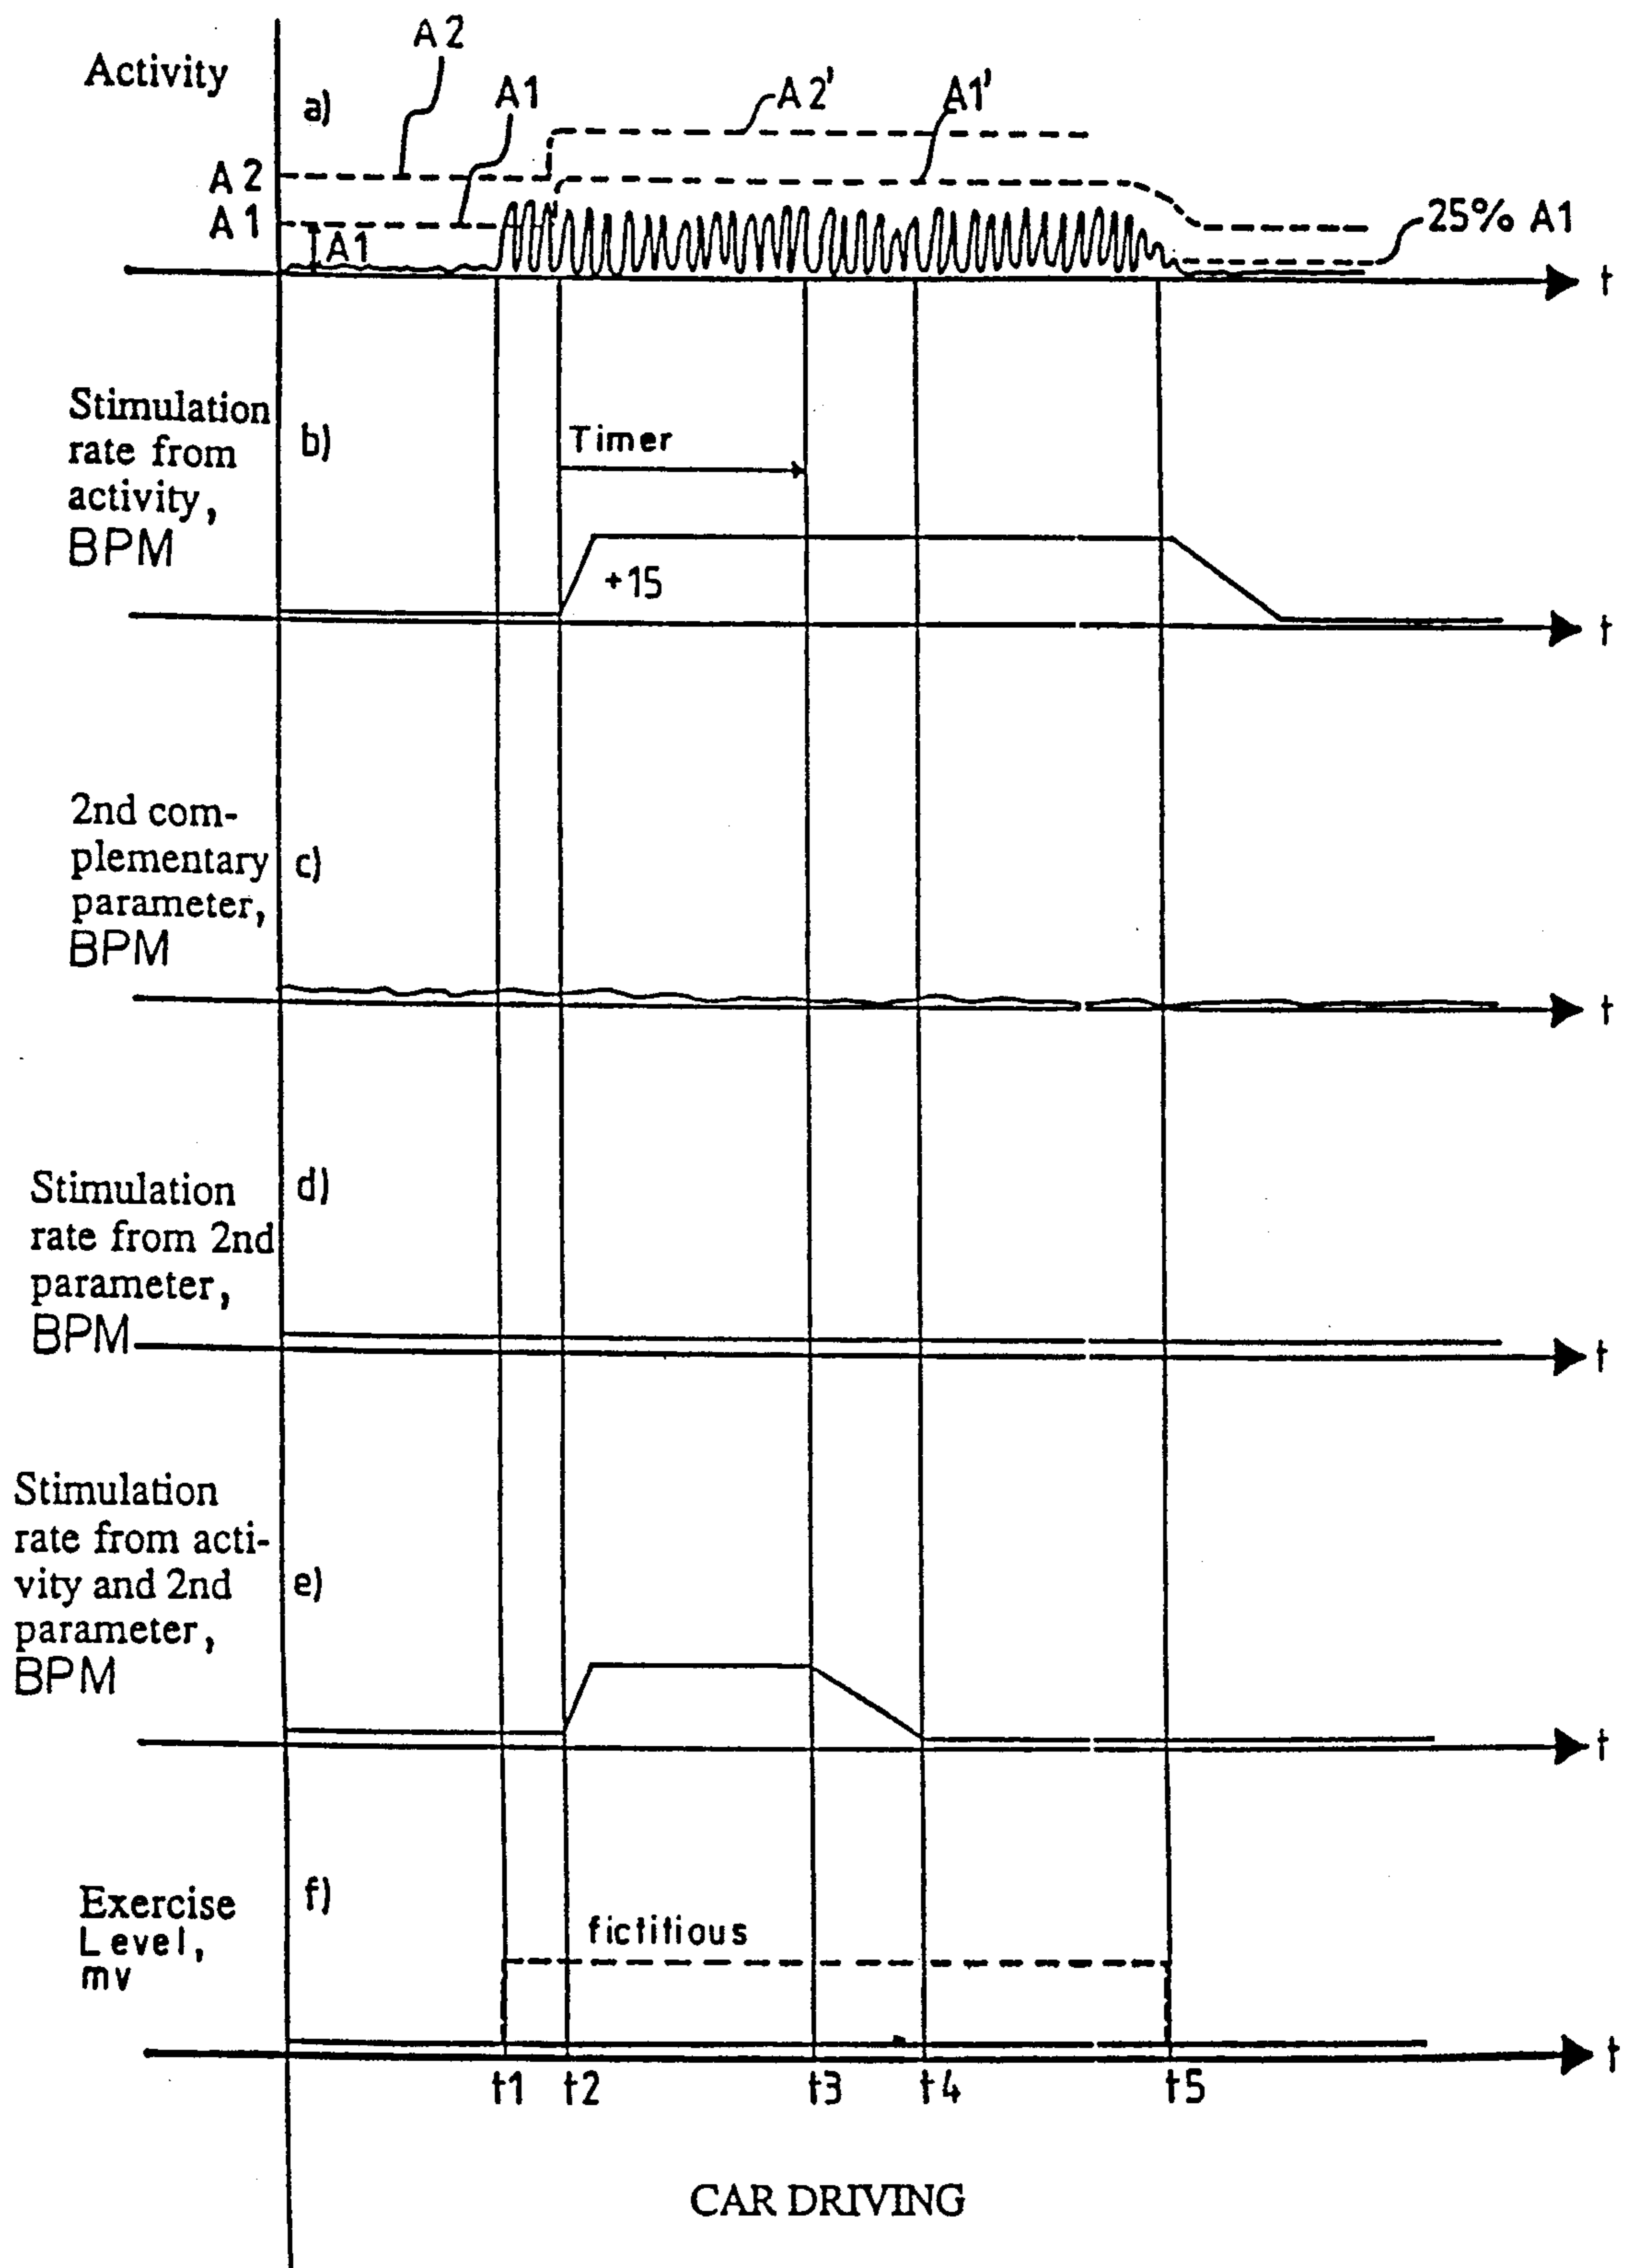 A2
Activity
a)
A1
A2'
A1'
A2
A1
A1
25% A1
t
Stimulation
rate from
activity,
BPM
b)
Timer
+15
t
2nd com-
plementary
parameter,
BPM
c)
t
Stimulation
rate from 2nd
parameter,
BPM
d)
t
Stimulation
rate from acti-
vity and 2nd
parameter,
BPM
e)
t
Exercise
Level,
mv
f)
fictitious
t
t1 t2 t3 t4 t5
CAR DRIVING